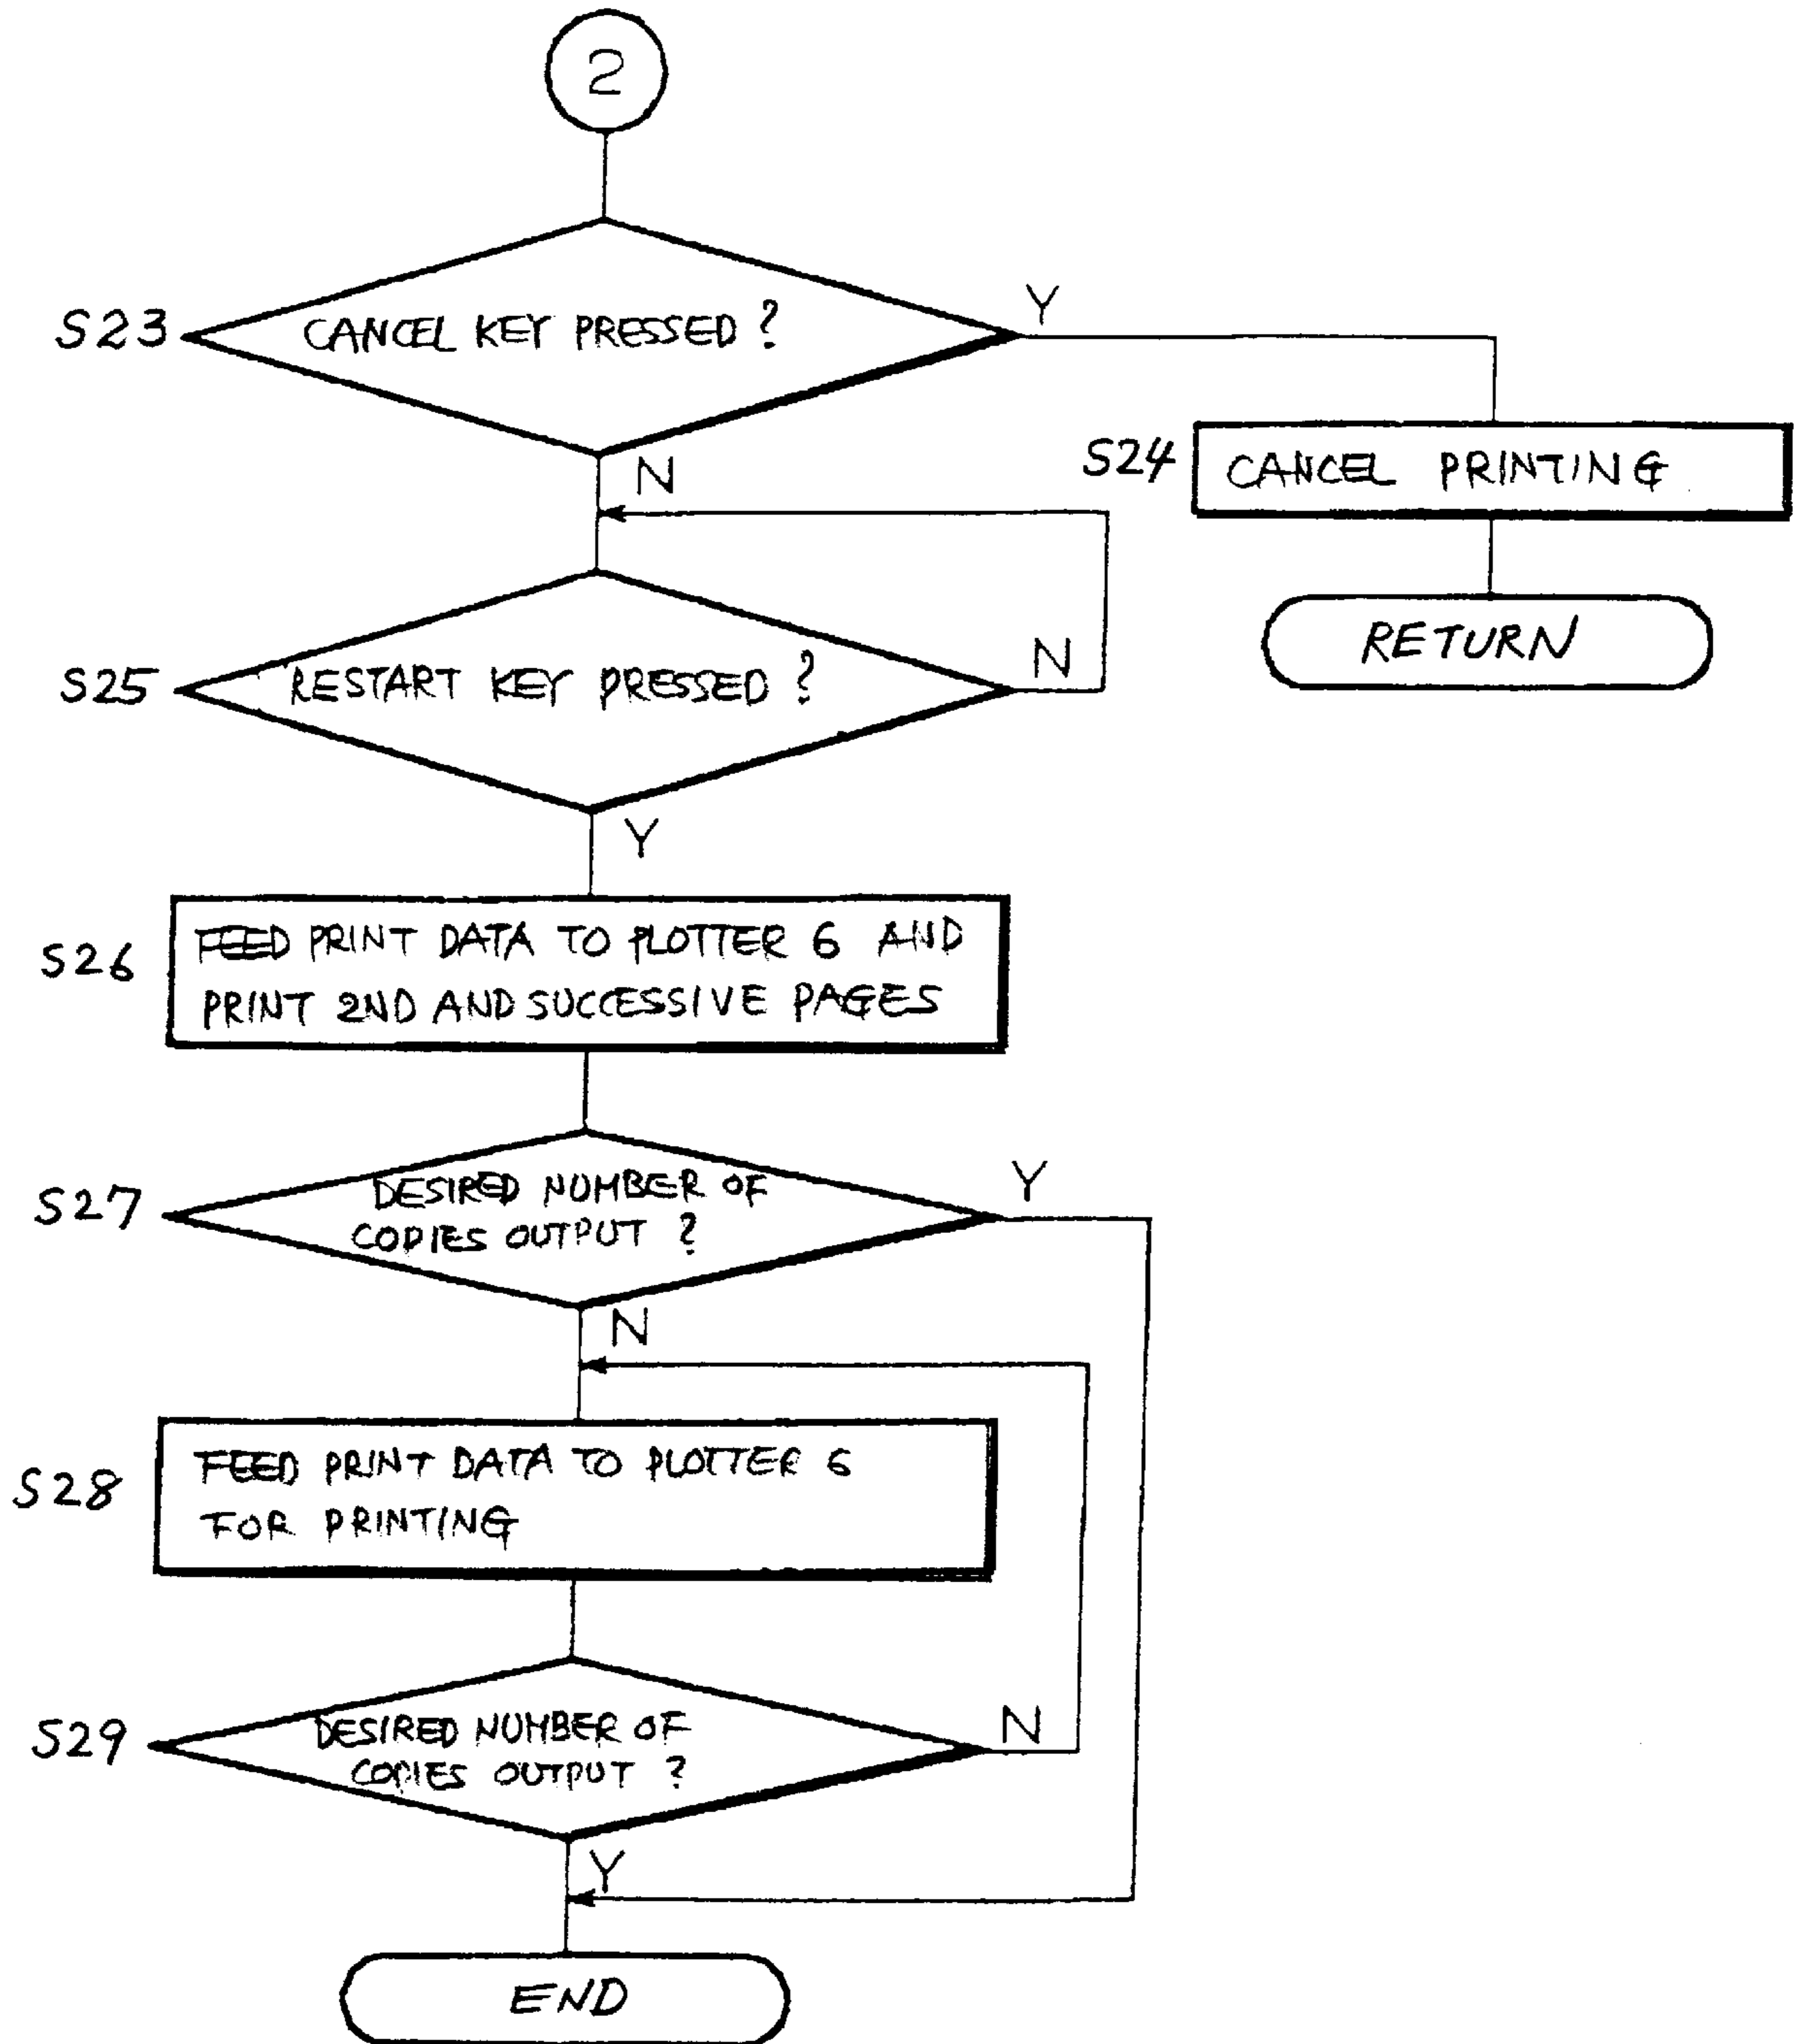 2
S23
CANCEL KEY PRESSED?
Y
N
S24
CANCEL PRINTING
RETURN
S25
RESTART KEY PRESSED?
N
Y
S26
FEED PRINT DATA TO PLOTTER 6 AND
PRINT 2ND AND SUCCESSIVE PAGES
S27
DESIRED NUMBER OF
COPIES OUTPUT ?
Y
N
S28
FEED PRINT DATA TO PLOTTER 6
FOR PRINTING
S29
DESIRED NUMBER OF
COPIES OUTPUT ?
N
Y
END